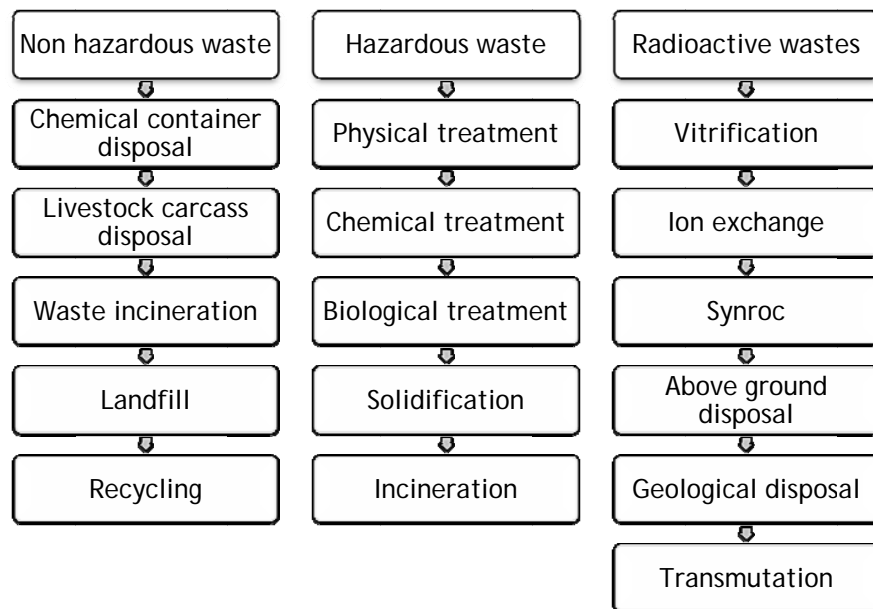 Non hazardous waste
Chemical container
disposal
Livestock carcass
disposal
Waste incineration
Landfill
Recycling
Hazardous waste
Physical treatment
Chemical treatment
Biological treatment
Solidification
Incineration
Radioactive wastes
Vitrification
Ion exchange
Synroc
Above ground
disposal
Geological disposal
Transmutation